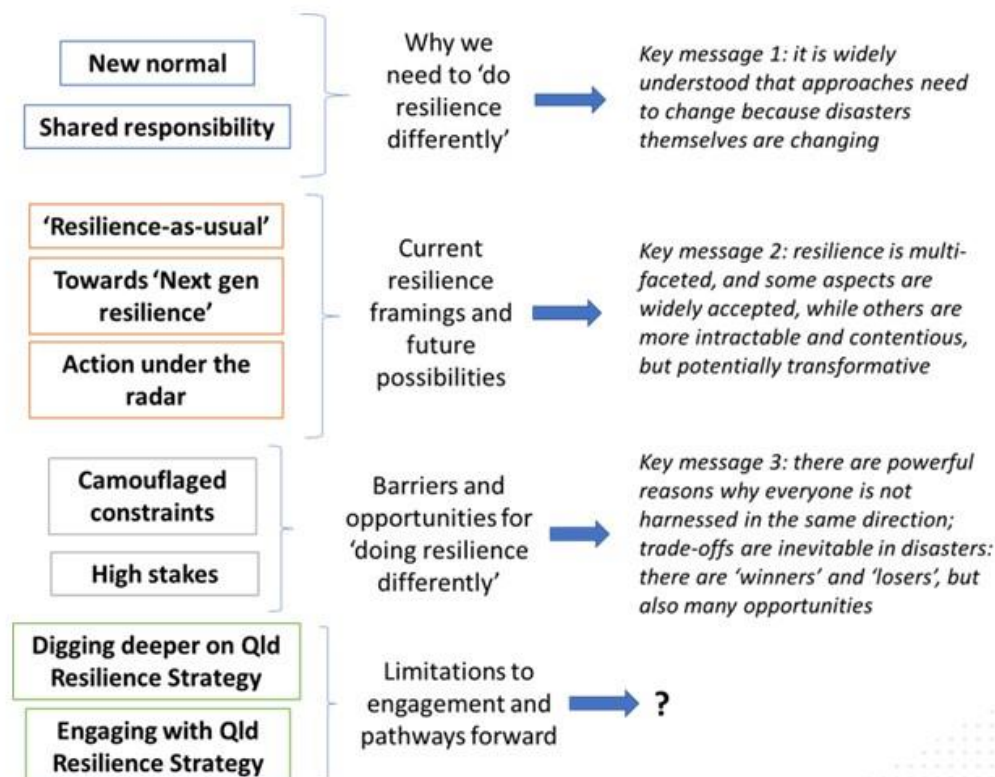 New normal
Shared responsibility
Why we
need to ‘do
resilience
differently’
Key message 1: it is widely
understood that approaches need
to change because disasters
themselves are changing
‘Resilience-as-usual’
Towards ‘Next gen
resilience’
Action under the
radar
Current
resilience
framings and
future
possibilities
Key message 2: resilience is multi-
faceted, and some aspects are
widely accepted, while others are
more intractable and contentious,
but potentially transformative
Camouflaged
constraints
High stakes
Barriers and
opportunities for
‘doing resilience
differently’
Key message 3: there are powerful
reasons why everyone is not
harnessed in the same direction;
trade-offs are inevitable in disasters:
there are ‘winners’ and ‘losers’, but
also many opportunities
Digging deeper on Qld
Resilience Strategy
Engaging with Qld
Resilience Strategy
Limitations to
engagement and
pathways forward
?